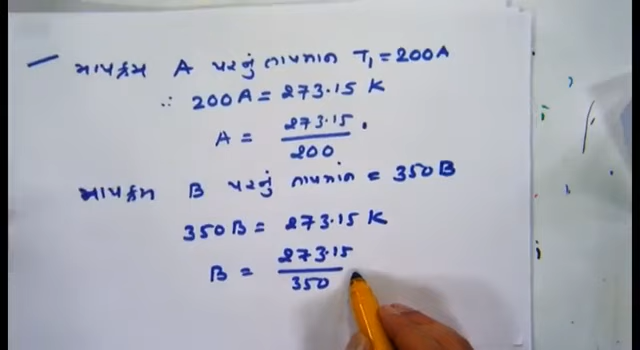 માપક્રમ A પરનું તાપમાન T₁ = 200A
∴ 200A = 273.15 K
A = 273.15 / 200 .
માપક્રમ B પરનું તાપમાન = 350B
350B = 273.15 K
B = 273.15 / 350